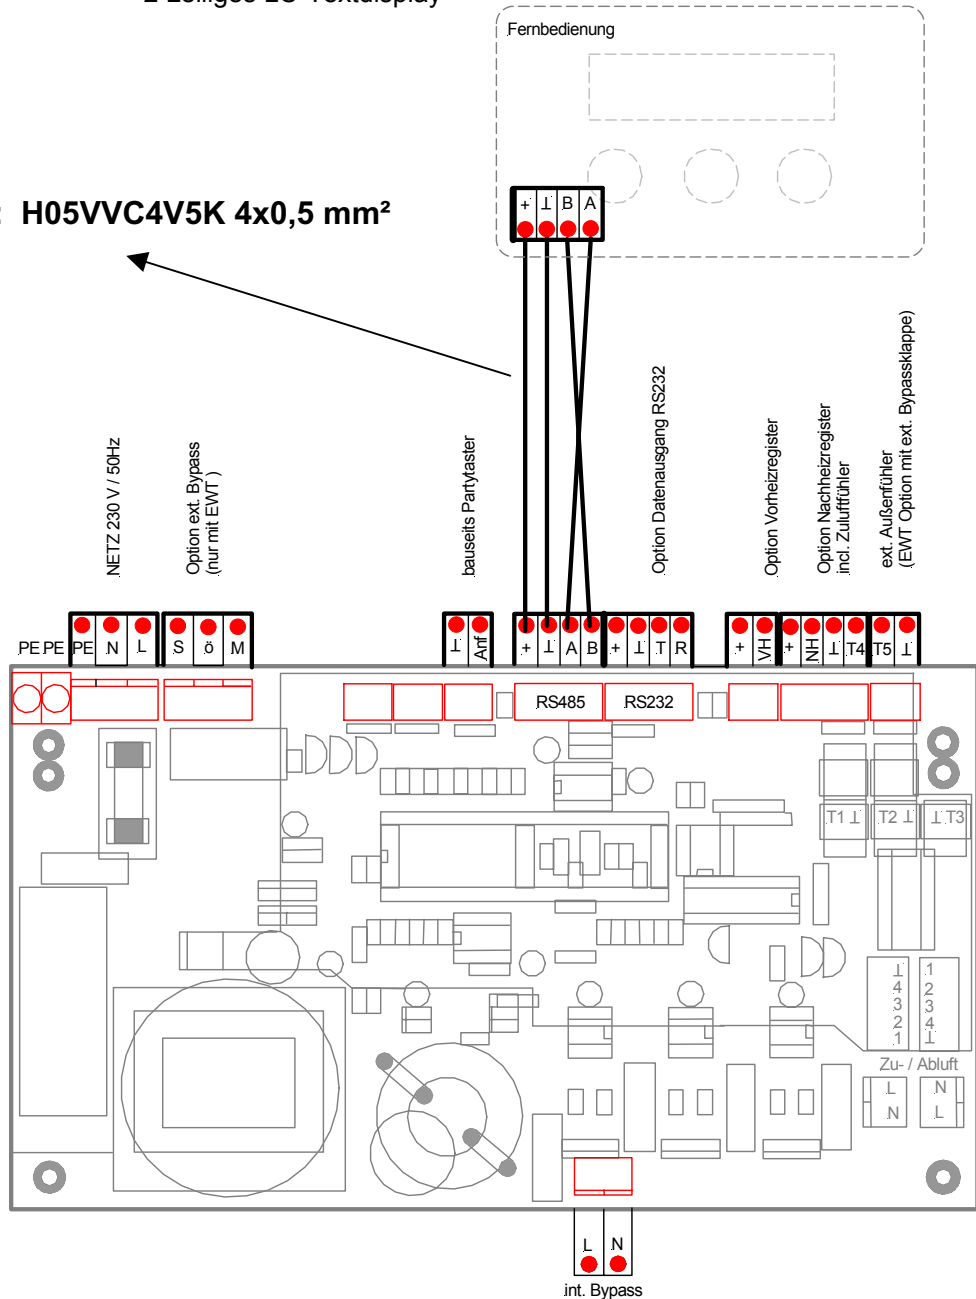 Fernbedienung
+ ⊥ B A
H05VVC4V5K 4x0,5 mm²
NETZ 230 V / 50Hz
Option ext. Bypass
(nur mit EWT )
bauseits Partytaster
Option Datenausgang RS232
Option Vorheizregister
Option Nachheizregister
incl. Zuluftfühler
ext. Außenfühler
(EWT Option mit ext. Bypassklappe)
PE PE PE N L S ö M ⊥ Anf + ⊥ A B + ⊥ T R + VH + NH ⊥ T4 T5 ⊥
RS485 RS232
T1 ⊥ T2 ⊥ ⊥ T3
⊥ 1
4 2
3 3
2 4
1 ⊥
Zu- / Abluft
L N
N L
L N
int. Bypass